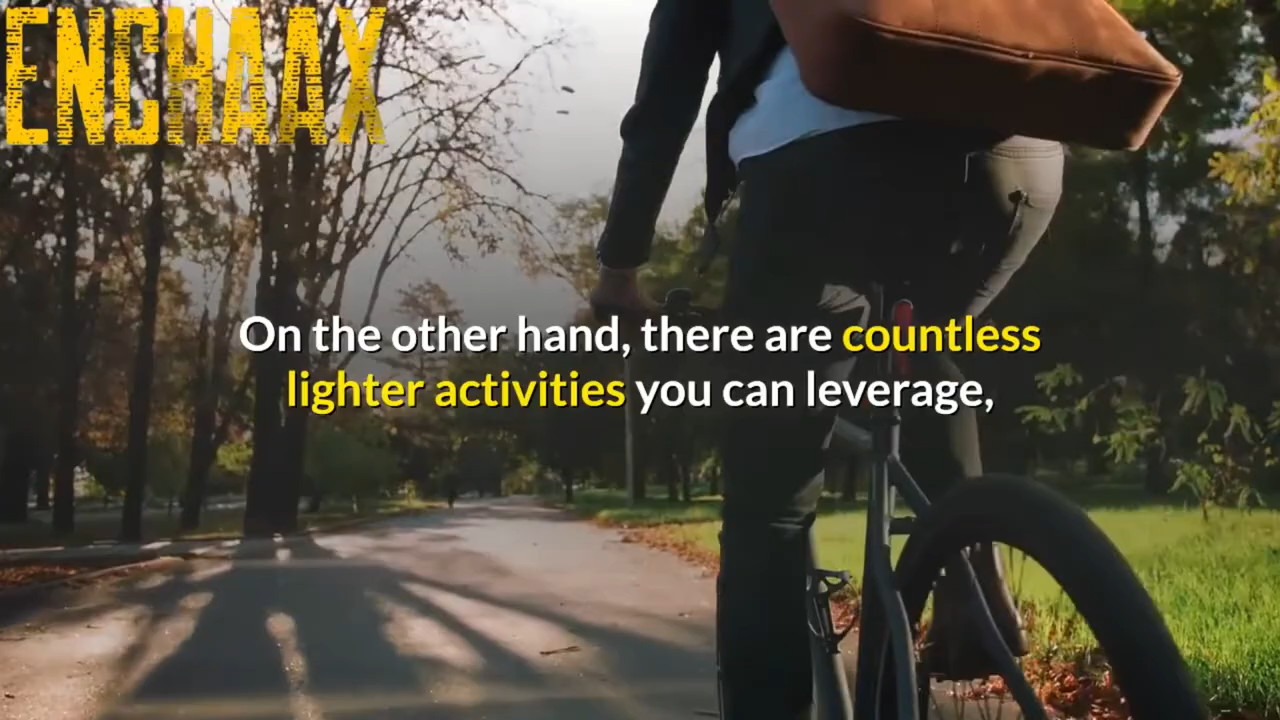 ENCHAAX
On the other hand, there are countless
lighter activities you can leverage,